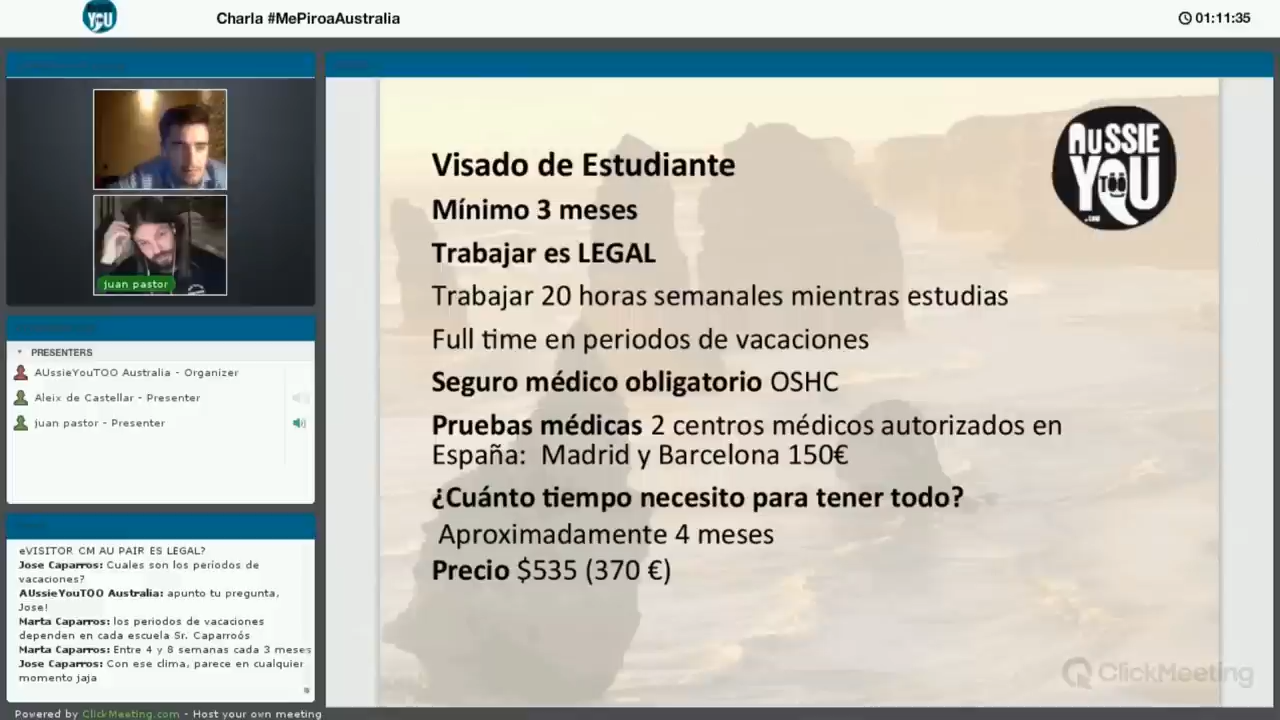 YOU
Charla #MePiroaAustralia
01:11:35
juan pastor
PRESENTERS
AUssieYouTOO Australia - Organizer
Aleix de Castellar - Presenter
juan pastor - Presenter
eVISITOR CM AU PAIR ES LEGAL?
Jose Caparros: Cuales son los periodos de
vacaciones?
AUssieYouTOO Australia: apunto tu pregunta,
Jose!
Marta Caparros: los periodos de vacaciones
dependen en cada escuela Sr. Caparroós
Marta Caparros: Entre 4 y 8 semanas cada 3 meses
Jose Caparros: Con ese clima, parece en cualquier
momento jaja
Powered by ClickMeeting.com - Host your own meeting
AUSSIE
YOU
TOO
.com
Visado de Estudiante
Mínimo 3 meses
Trabajar es LEGAL
Trabajar 20 horas semanales mientras estudias
Full time en periodos de vacaciones
Seguro médico obligatorio OSHC
Pruebas médicas 2 centros médicos autorizados en
España: Madrid y Barcelona 150€
¿Cuánto tiempo necesito para tener todo?
Aproximadamente 4 meses
Precio $535 (370 €)
ClickMeeting